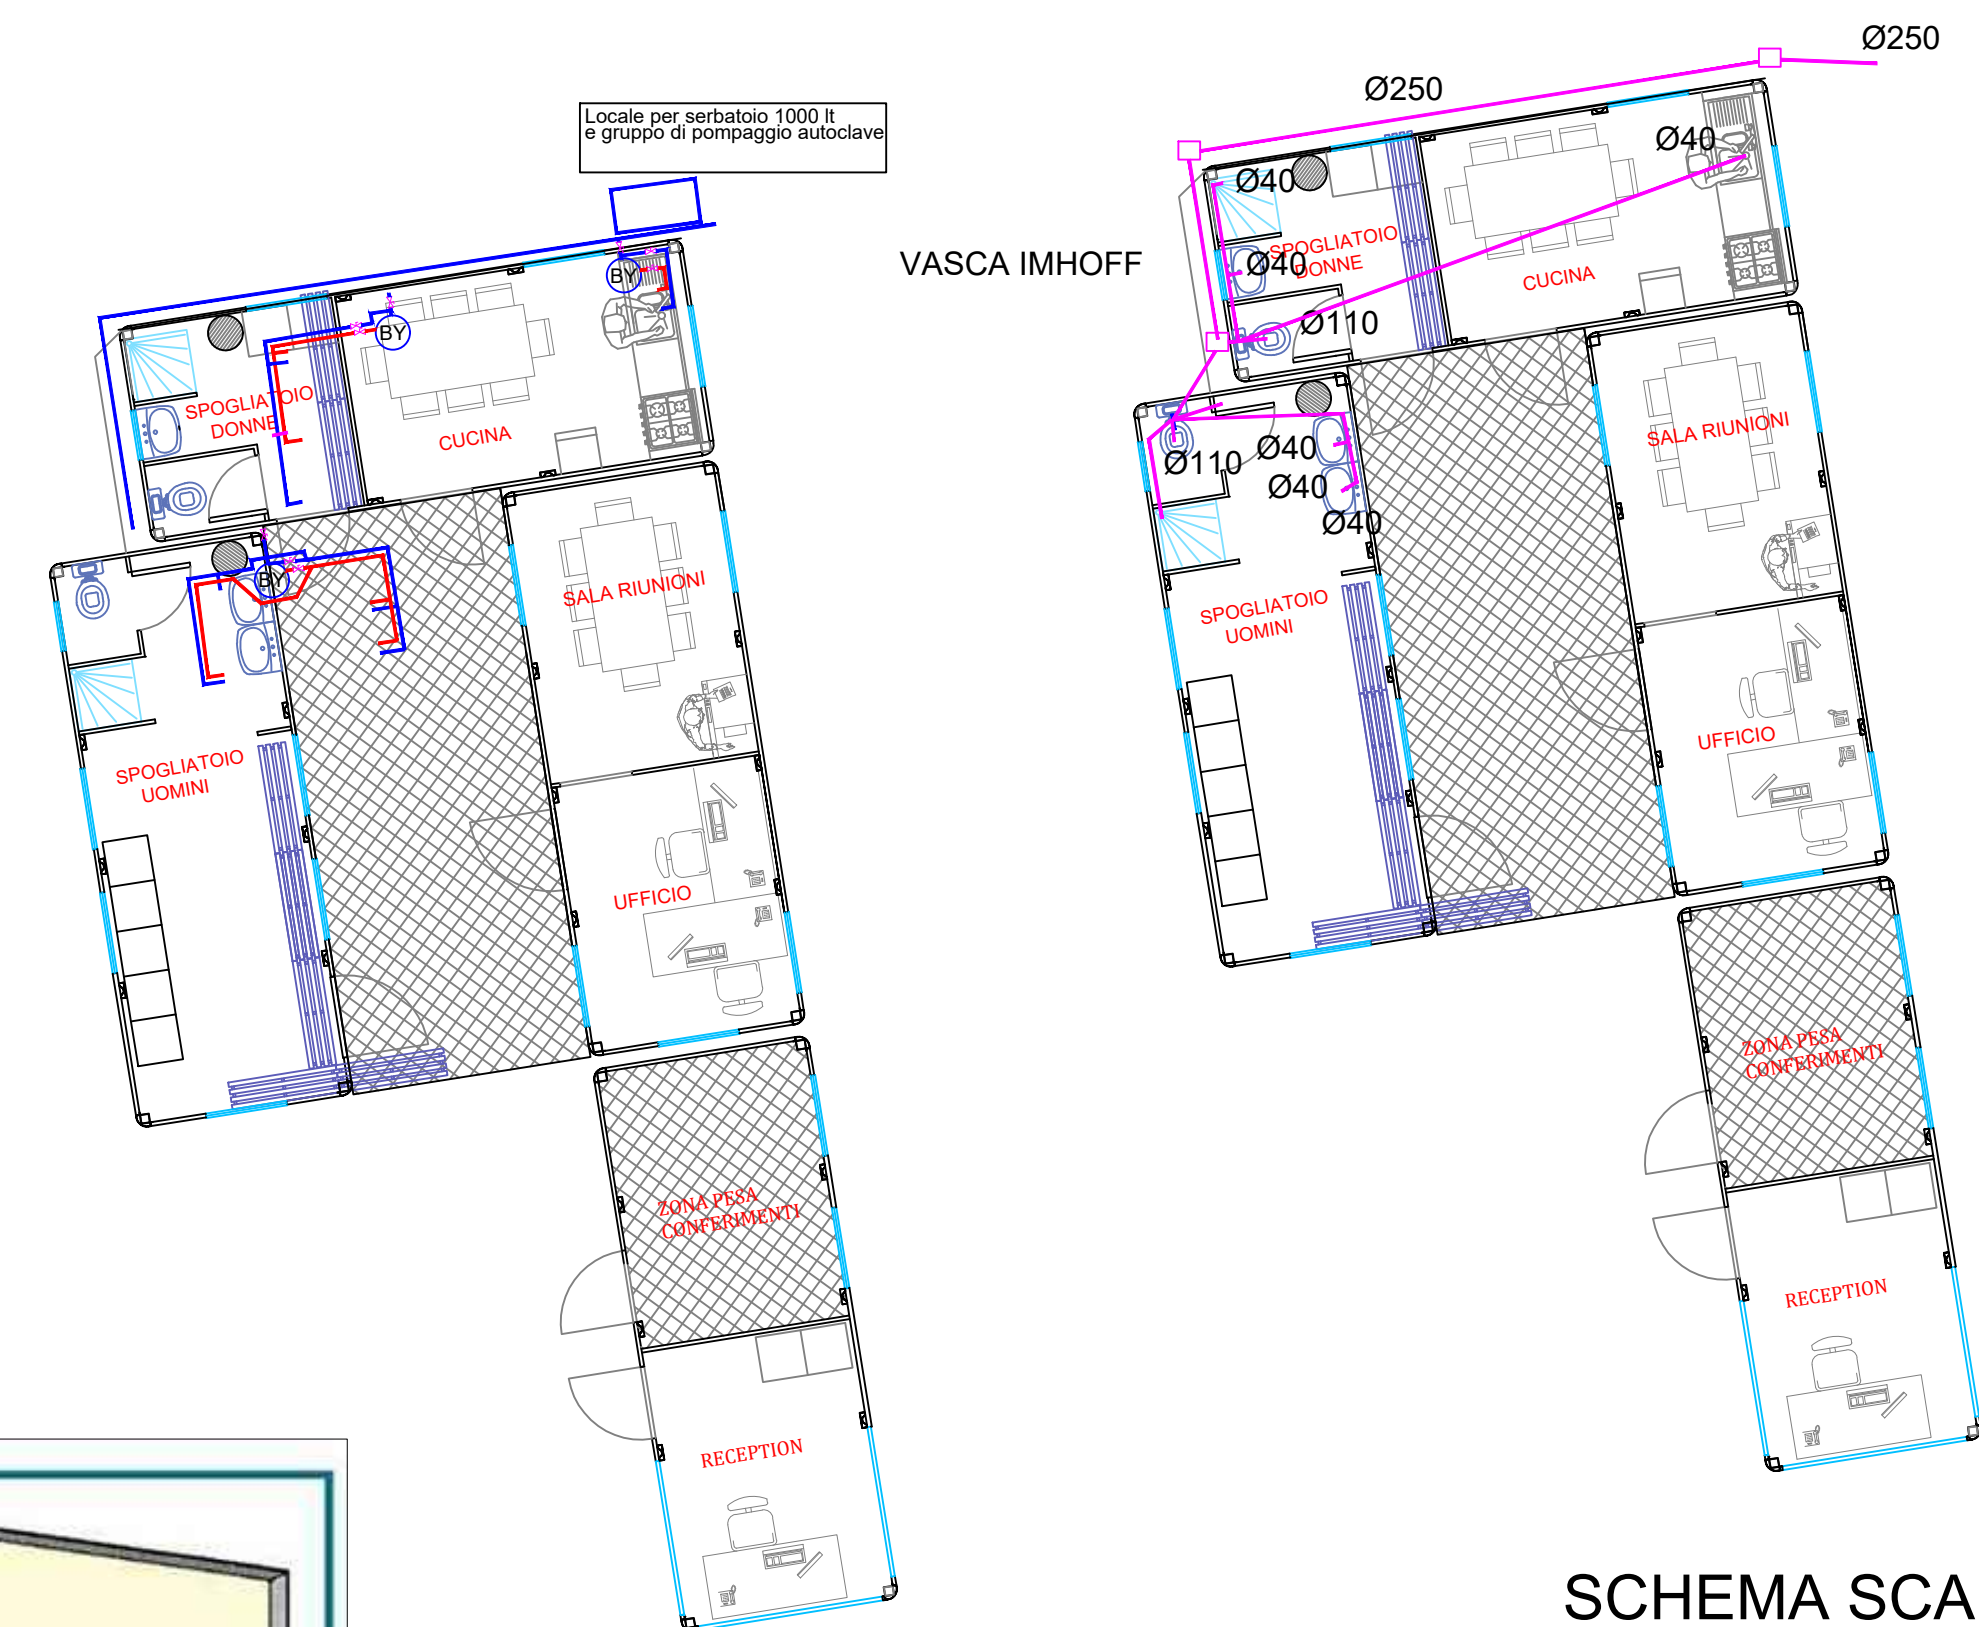 Locale per serbatoio 1000 lt
e gruppo di pompaggio autoclave
BY
BY
SPOGLIATOIO
DONNE
CUCINA
BY
SALA RIUNIONI
SPOGLIATOIO
UOMINI
UFFICIO
ZONA PESA
CONFERIMENTI
RECEPTION
VASCA IMHOFF
Ø250
Ø250
Ø40
Ø40
SPOGLIATOIO
DONNE
Ø40
CUCINA
Ø110
SALA RIUNIONI
Ø110
Ø40
Ø40
Ø40
SPOGLIATOIO
UOMINI
UFFICIO
ZONA PESA
CONFERIMENTI
RECEPTION
SCHEMA SCA